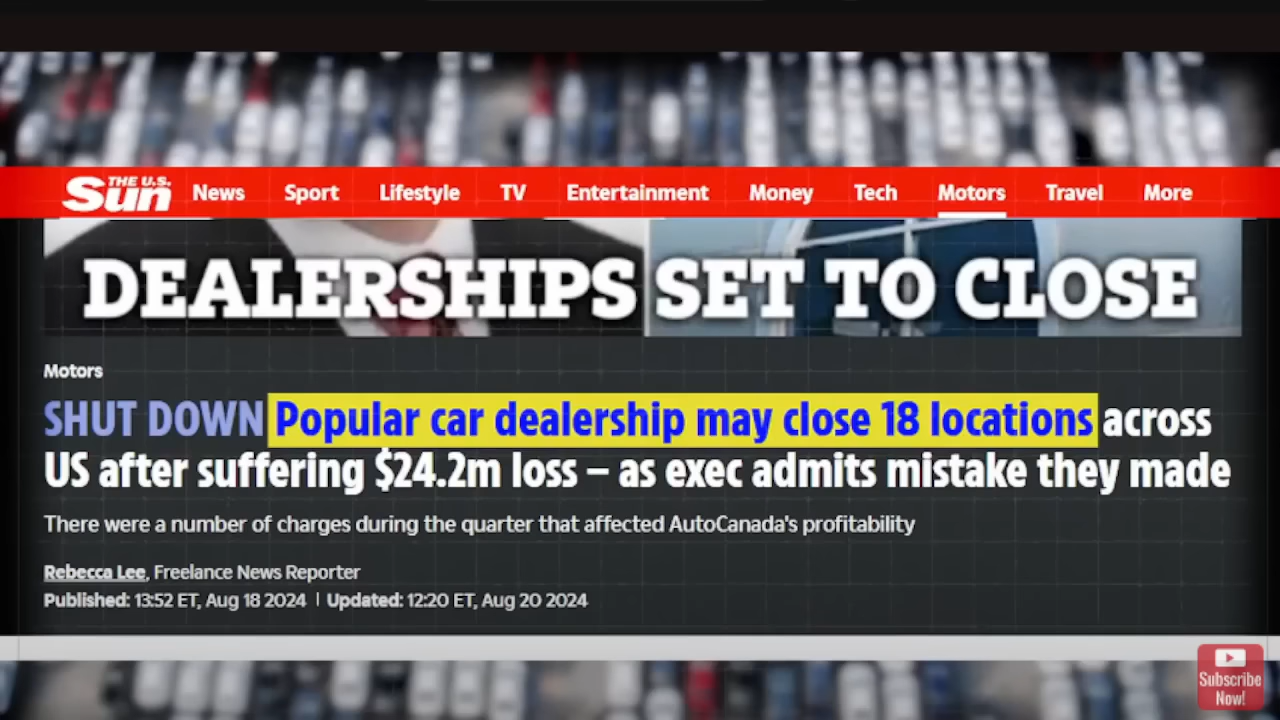 THE U.S. Sun News Sport Lifestyle TV Entertainment Money Tech Motors Travel More
DEALERSHIPS SET TO CLOSE
Motors
SHUT DOWN Popular car dealership may close 18 locations across
US after suffering $24.2m loss – as exec admits mistake they made
There were a number of charges during the quarter that affected AutoCanada's profitability
Rebecca Lee, Freelance News Reporter
Published: 13:52 ET, Aug 18 2024 | Updated: 12:20 ET, Aug 20 2024
Subscribe
Now!